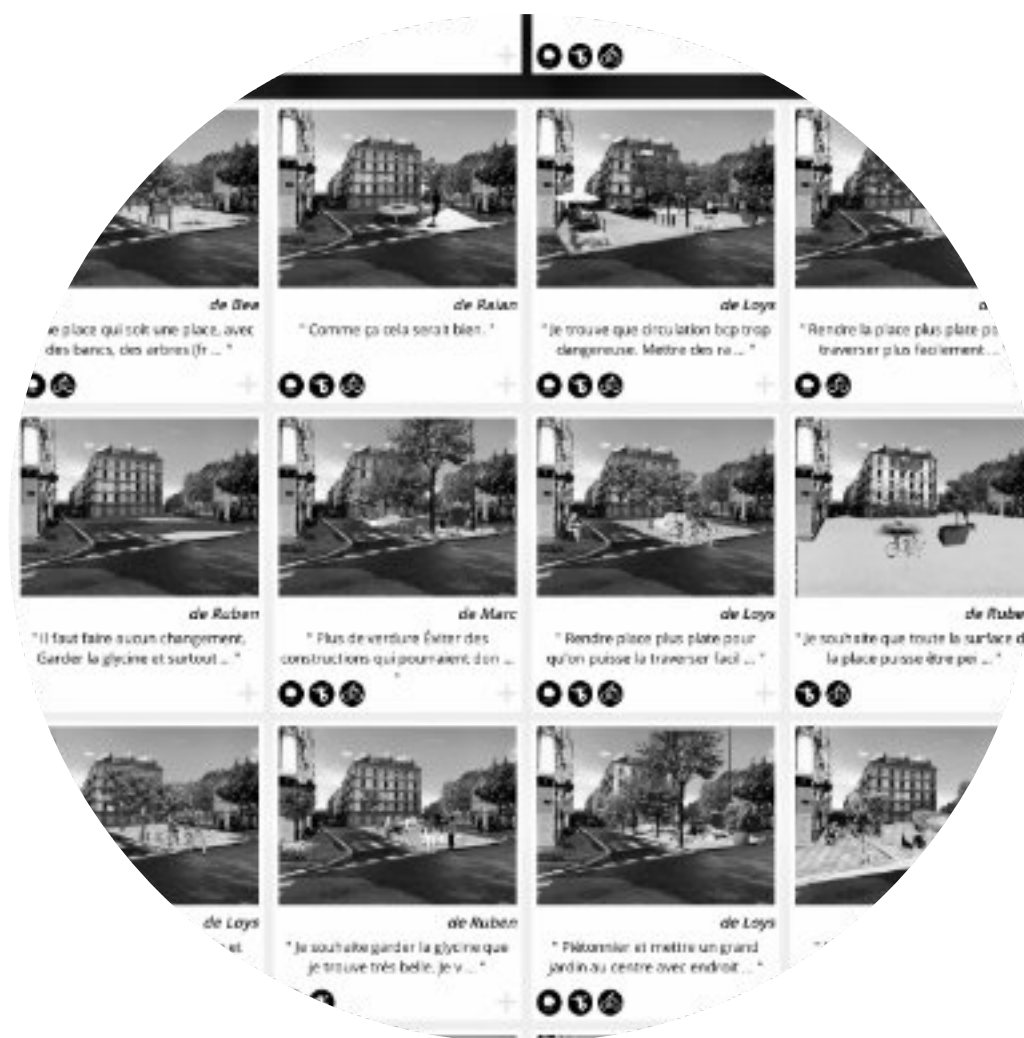 de Bea
de Raian
de Loys
place qui soit une place, avec
des bancs, des arbres (fr ... "
" Comme ça cela serait bien. "
" Je trouve que circulation bcp trop
dangereuse. Mettre des ra ... "
" Rendre la place plus plate
traverser plus facilement ...
de Ruben
de Marc
de Loys
de Rube
" Il faut faire aucun changement,
Garder la glycine et surtout ... "
" Plus de verdure Éviter des
constructions qui pourraient don ...
"
" Rendre place plus plate pour
qu'on puisse la traverser facil ... "
" Je souhaite que toute la surface d
la place puisse être pei ... "
de Loys
de Ruben
de Loys
et
" Je souhaite garder la glycine que
je trouve très belle. Je v ... "
" Piétonnier et mettre un grand
jardin au centre avec endroit ... "